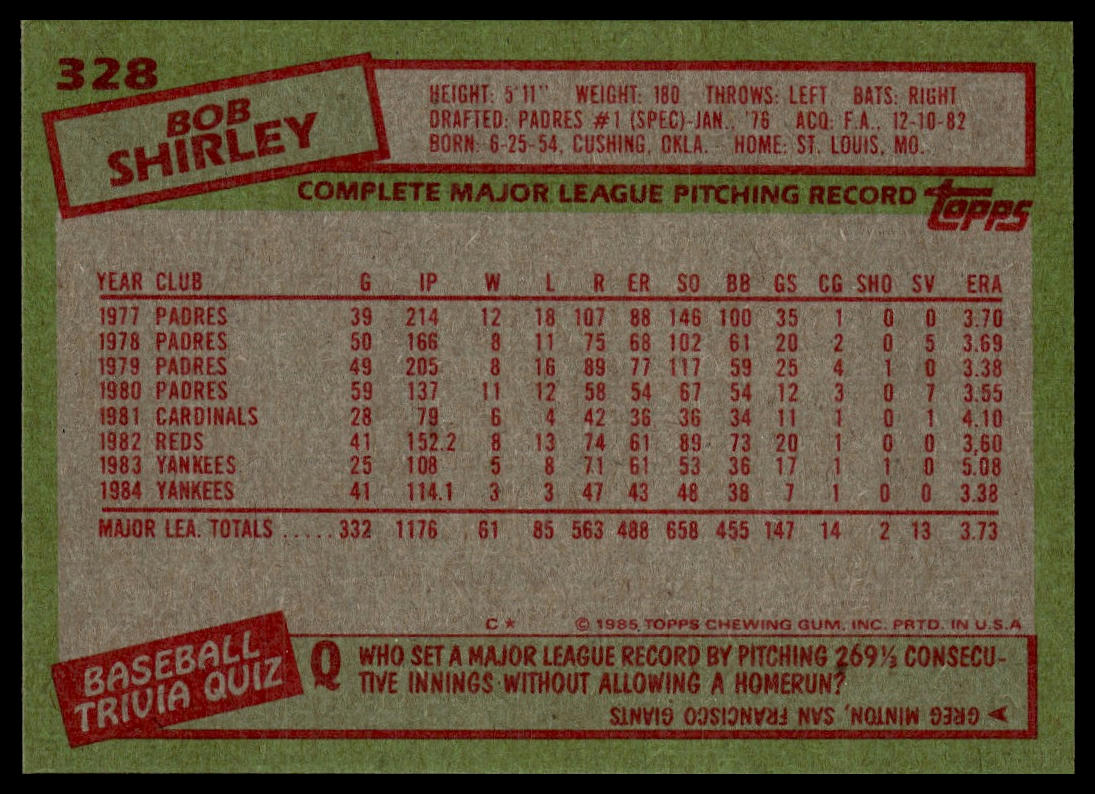 328
BOB
SHIRLEY
HEIGHT: 5'11" WEIGHT: 180 THROWS: LEFT BATS: RIGHT
DRAFTED: PADRES #1 (SPEC)-JAN., '76 ACQ: F.A., 12-10-82
BORN: 6-25-54, CUSHING, OKLA. HOME: ST. LOUIS, MO.
COMPLETE MAJOR LEAGUE PITCHING RECORD topps
YEAR CLUB G IP W L R ER SO BB GS CG SHO SV ERA
1977 PADRES 39 214 12 18 107 88 146 100 35 1 0 0 3.70
1978 PADRES 50 166 8 11 75 68 102 61 20 2 0 5 3.69
1979 PADRES 49 205 8 16 89 77 117 59 25 4 1 0 3.38
1980 PADRES 59 137 11 12 58 54 67 54 12 3 0 7 3.55
1981 CARDINALS 28 79 6 4 42 36 36 34 11 1 0 1 4.10
1982 REDS 41 152.2 8 13 74 61 89 73 20 1 0 0 3.60
1983 YANKEES 25 108 5 8 71 61 53 36 17 1 1 0 5.08
1984 YANKEES 41 114.1 3 3 47 43 48 38 7 1 0 0 3.38
MAJOR LEA. TOTALS .....332 1176 61 85 563 488 658 455 147 14 2 13 3.73
C* © 1985 TOPPS CHEWING GUM, INC. PRTD. IN U.S.A
BASEBALL
TRIVIA QUIZ
Q WHO SET A MAJOR LEAGUE RECORD BY PITCHING 269⅓ CONSECU-
TIVE INNINGS WITHOUT ALLOWING A HOMERUN?
GREG MINTON, SAN FRANCISCO GIANTS